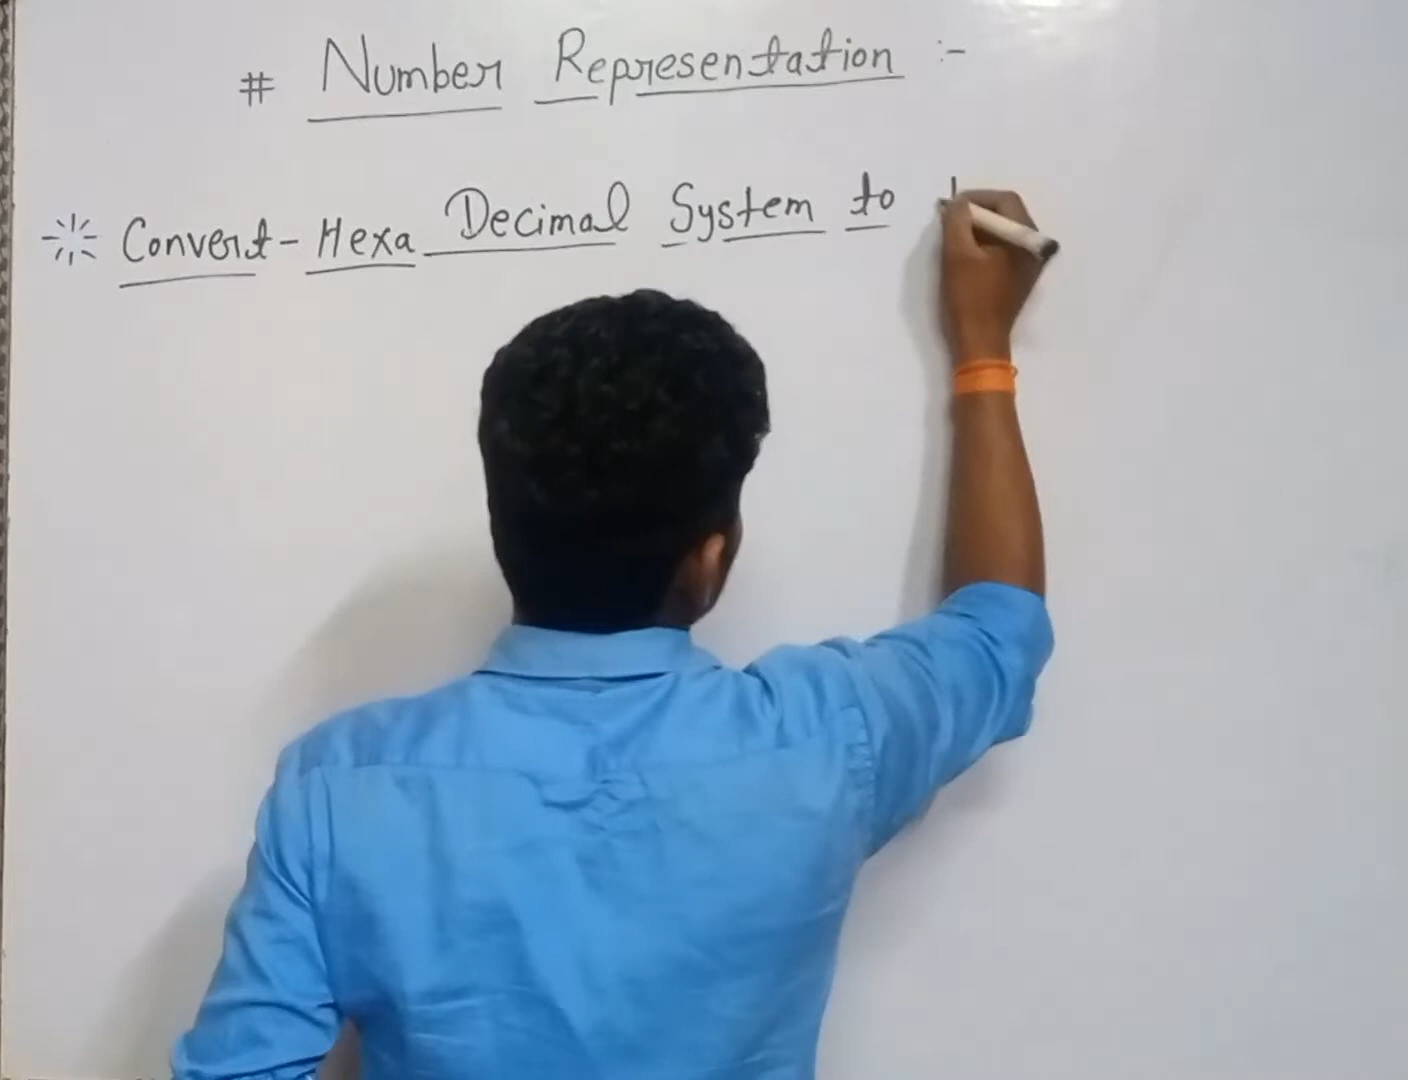 # Number Representation :-
Convert - Hexa Decimal System to